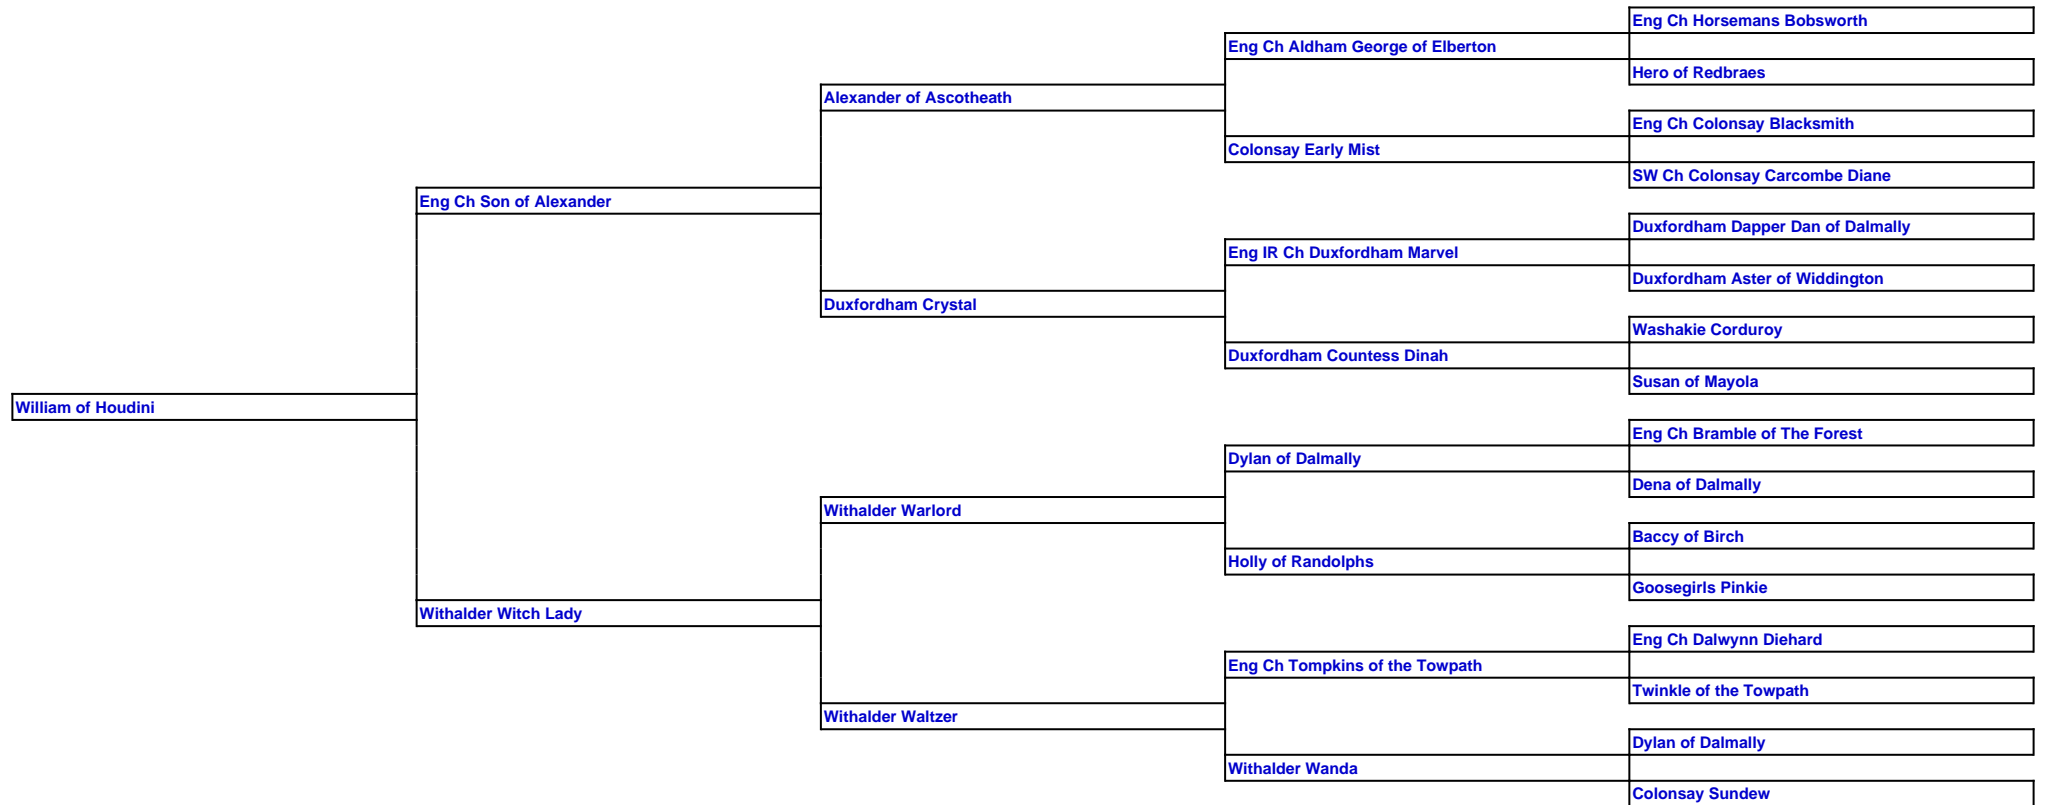 Eng Ch Horsemans Bobsworth
Eng Ch Aldham George of Elberton
Hero of Redbraes
Alexander of Ascotheath
Eng Ch Colonsay Blacksmith
Colonsay Early Mist
SW Ch Colonsay Carcombe Diane
Eng Ch Son of Alexander
Duxfordham Dapper Dan of Dalmally
Eng IR Ch Duxfordham Marvel
Duxfordham Aster of Widdington
Duxfordham Crystal
Washakie Corduroy
Duxfordham Countess Dinah
Susan of Mayola
William of Houdini
Eng Ch Bramble of The Forest
Dylan of Dalmally
Dena of Dalmally
Withalder Warlord
Baccy of Birch
Holly of Randolphs
Goosegirls Pinkie
Withalder Witch Lady
Eng Ch Dalwynn Diehard
Eng Ch Tompkins of the Towpath
Twinkle of the Towpath
Withalder Waltzer
Dylan of Dalmally
Withalder Wanda
Colonsay Sundew